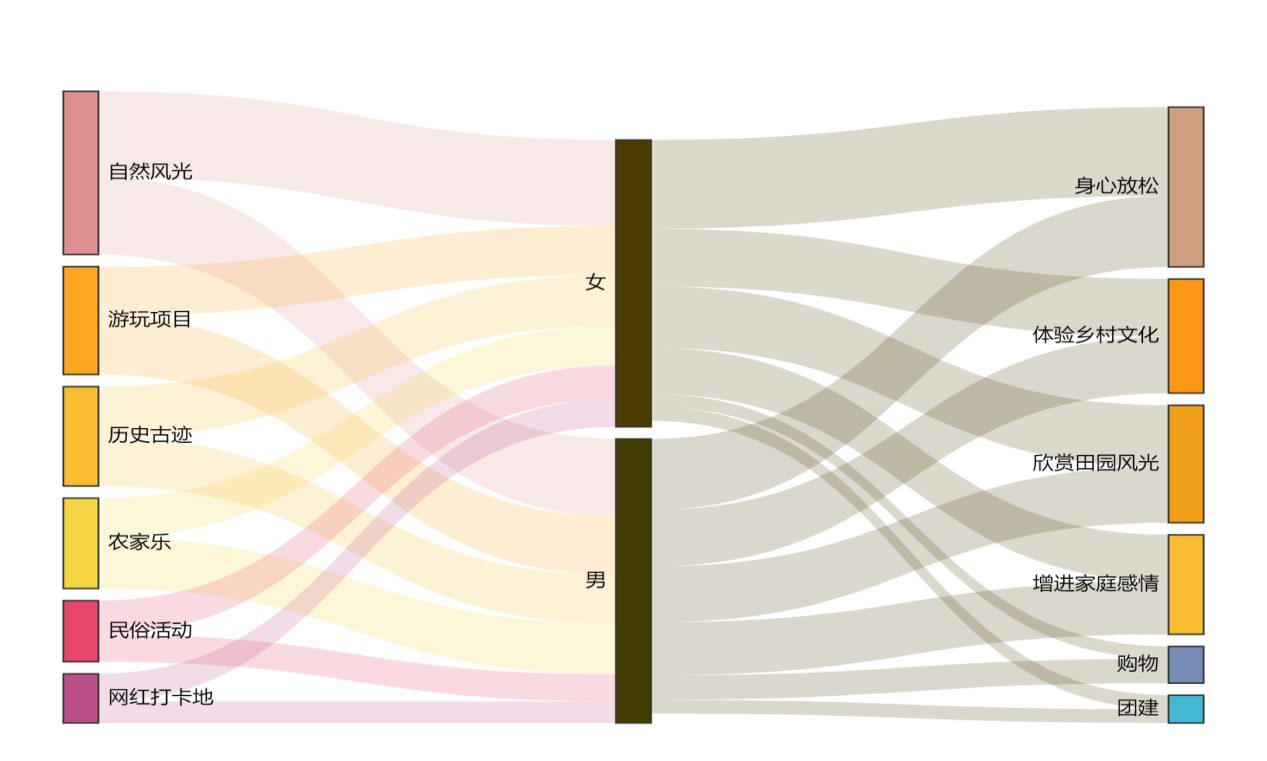 自然风光
游玩项目
历史古迹
农家乐
民俗活动
网红打卡地
女
男
身心放松
体验乡村文化
欣赏田园风光
增进家庭感情
购物
团建